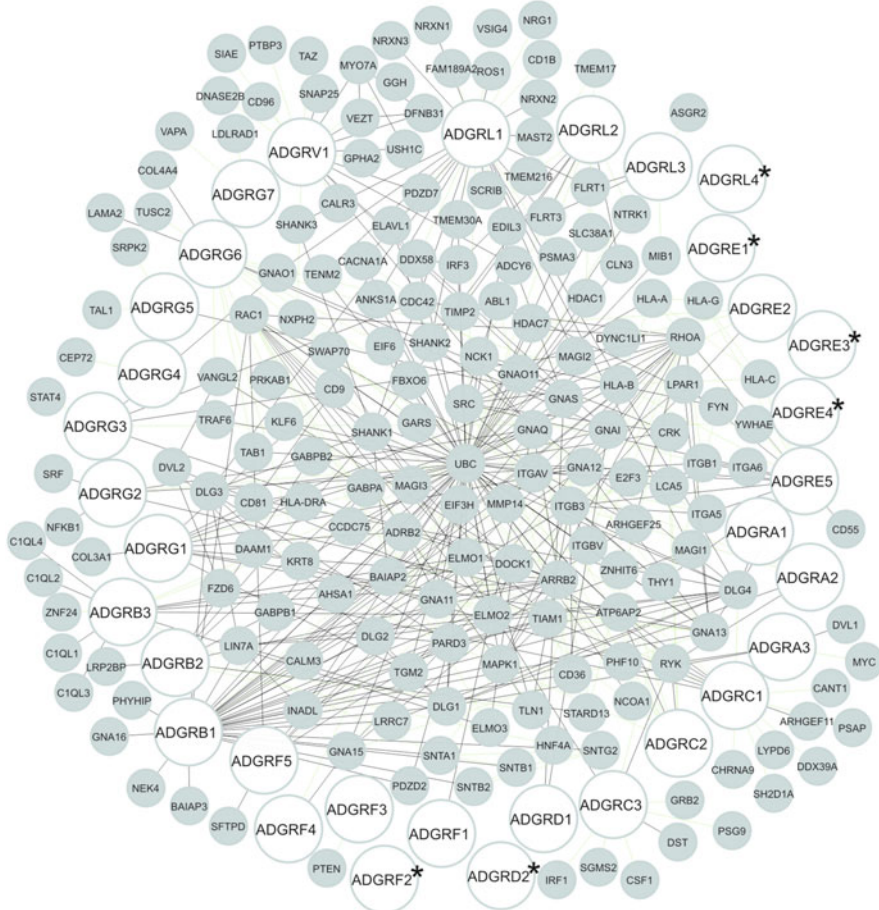 NRXN1
NRG1
VSIG4
NRXN3
PTBP3
SIAE
TAZ
MYO7A
FAM189A2
ROS1
CD1B
TMEM17
GGH
DNASE2B
CD96
SNAP25
NRXN2
DFNB31
ASGR2
VEZT
ADGRL1
ADGRL2
VAPA
LDLRAD1
MAST2
ADGRV1
GPHA2
USH1C
COL4A4
ADGRG7
TMEM216
ADGRL3
ADGRL4*
PDZD7
SCRIB
FLRT1
CALR3
LAMA2
TUSC2
NTRK1
SHANK3
ELAVL1
TMEM30A
EDIL3
FLRT3
SLC38A1
SRPK2
ADGRG6
ADGRE1*
GNAO1
TENM2
CACNA1A
DDX58
IRF3
ADCY6
PSMA3
CLN3
MIB1
ADGRG5
TAL1
RAC1
NXPH2
ANKS1A
CDC42
TIMP2
ABL1
HDAC1
HLA-A
HLA-G
ADGRE2
HDAC7
DYNC1LI1
RHOA
ADGRE3*
SWAP70
EIF6
SHANK2
CEP72
ADGRG4
NCK1
MAGI2
GNAO11
STAT4
VANGL2
PRKAB1
CD9
FBXO6
HLA-B
LPAR1
HLA-C
GNAS
FYN
ADGRE4*
SRC
ADGRG3
TRAF6
KLF6
SHANK1
GARS
GNAQ
GNAI
CRK
YWHAE
TAB1
GABPB2
UBC
SRF
DVL2
ITGAV
GNA12
ITGB1
ITGA6
ADGRG2
DLG3
GABPA
MAGI3
E2F3
LCA5
ADGRE5
CD81
HLA-DRA
EIF3H
MMP14
ITGB3
ITGA5
NFKB1
CCDC75
ADRB2
ARHGEF25
ADGRA1
CD55
C1QL4
COL3A1
ADGRG1
DAAM1
ITGBV
MAGI1
KRT8
BAIAP2
ELMO1
DOCK1
C1QL2
ZNHIT6
ARRB2
THY1
FZD6
AHSA1
ADGRA2
DLG4
ZNF24
ADGRB3
GABPB1
GNA11
ELMO2
TIAM1
ATP6AP2
DVL1
C1QL1
LIN7A
DLG2
PARD3
GNA13
ADGRA3
LRP2BP
ADGRB2
CALM3
TGM2
MAPK1
CD36
PHF10
RYK
MYC
C1QL3
PHYHIP
ADGRC1
CANT1
INADL
DLG1
TLN1
NCOA1
LRRC7
STARD13
ARHGEF11
PSAP
GNA16
ADGRB1
ELMO3
HNF4A
ADGRC2
LYPD6
GNA15
SNTA1
SNTG2
ADGRF5
SNTB1
CHRNA9
DDX39A
NEK4
PDZD2
SNTB2
SH2D1A
BAIAP3
GRB2
SFTPD
ADGRF3
ADGRD1
ADGRC3
PSG9
ADGRF4
ADGRF1
DST
PTEN
ADGRF2*
ADGRD2*
IRF1
SGMS2
CSF1